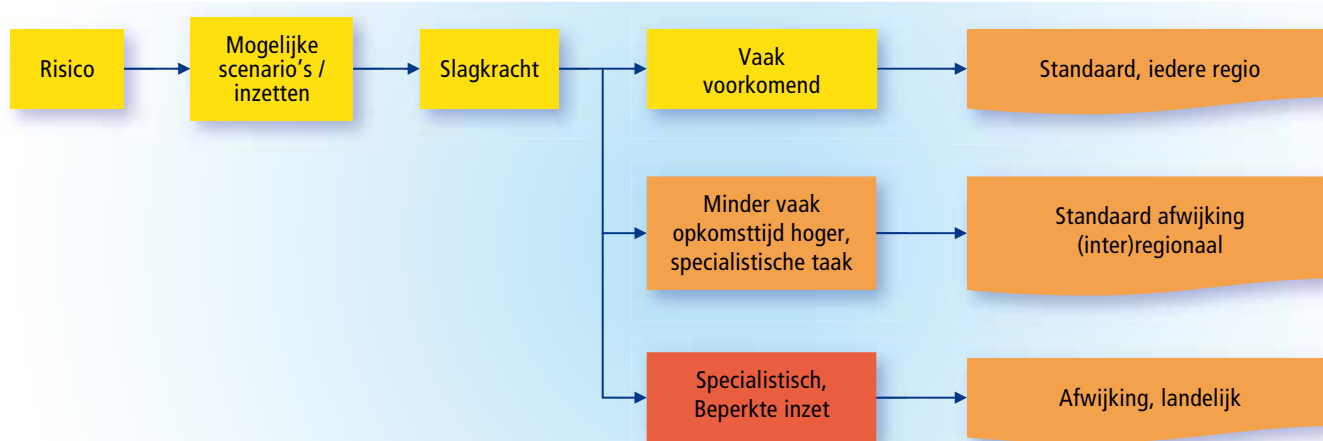 Risico
Mogelijke
scenario's /
inzetten
Slagkracht
Vaak
voorkomend
Standaard, iedere regio
Minder vaak
opkomsttijd hoger,
specialistische taak
Standaard afwijking
(inter)regionaal
Specialistisch,
Beperkte inzet
Afwijking, landelijk